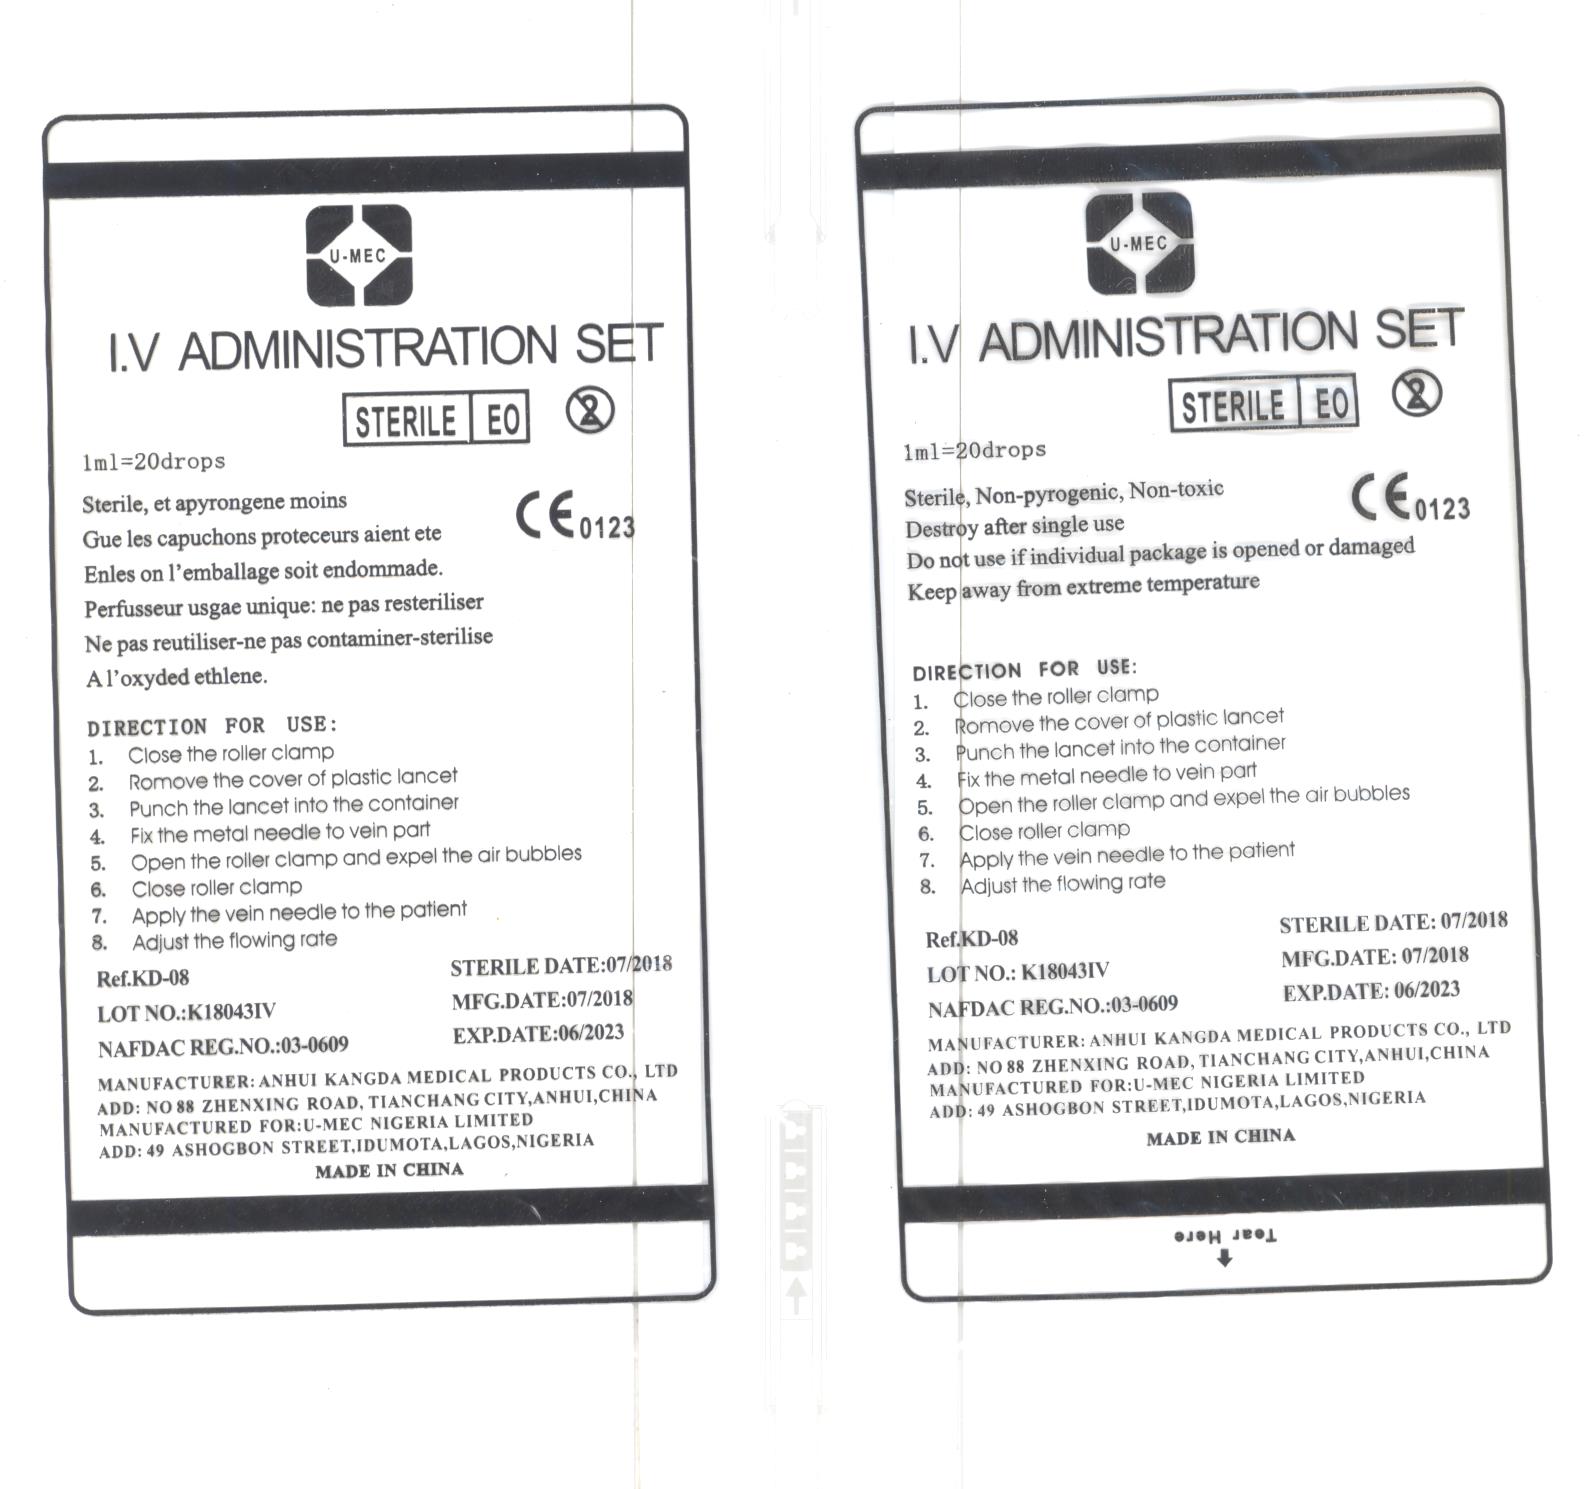 U-MEC
I.V ADMINISTRATION SET
STERILE EO
2
1ml=20drops
Sterile, et apyrongene moins
CE 0123
Gue les capuchons proteceurs aient ete
Enles on l'emballage soit endommade.
Perfusseur usgae unique: ne pas resteriliser
Ne pas reutiliser-ne pas contaminer-sterilise
A l'oxyded ethlene.
DIRECTION FOR USE:
1. Close the roller clamp
2. Romove the cover of plastic lancet
3. Punch the lancet into the container
4. Fix the metal needle to vein part
5. Open the roller clamp and expel the air bubbles
6. Close roller clamp
7. Apply the vein needle to the patient
8. Adjust the flowing rate
Ref.KD-08
STERILE DATE:07/2018
LOT NO.:K18043IV
MFG.DATE:07/2018
NAFDAC REG.NO.:03-0609
EXP.DATE:06/2023
MANUFACTURER: ANHUI KANGDA MEDICAL PRODUCTS CO., LTD
ADD: NO 88 ZHENXING ROAD, TIANCHANG CITY,ANHUI,CHINA
MANUFACTURED FOR:U-MEC NIGERIA LIMITED
ADD: 49 ASHOGBON STREET,IDUMOTA,LAGOS,NIGERIA
MADE IN CHINA
U-MEC
I.V ADMINISTRATION SET
STERILE EO
2
1ml=20drops
Sterile, Non-pyrogenic, Non-toxic
CE 0123
Destroy after single use
Do not use if individual package is opened or damaged
Keep away from extreme temperature
DIRECTION FOR USE:
1. Close the roller clamp
2. Romove the cover of plastic lancet
3. Punch the lancet into the container
4. Fix the metal needle to vein part
5. Open the roller clamp and expel the air bubbles
6. Close roller clamp
7. Apply the vein needle to the patient
8. Adjust the flowing rate
Ref.KD-08
STERILE DATE: 07/2018
LOT NO.: K18043IV
MFG.DATE: 07/2018
NAFDAC REG.NO.:03-0609
EXP.DATE: 06/2023
MANUFACTURER: ANHUI KANGDA MEDICAL PRODUCTS CO., LTD
ADD: NO 88 ZHENXING ROAD, TIANCHANG CITY,ANHUI,CHINA
MANUFACTURED FOR:U-MEC NIGERIA LIMITED
ADD: 49 ASHOGBON STREET,IDUMOTA,LAGOS,NIGERIA
MADE IN CHINA
Tear Here